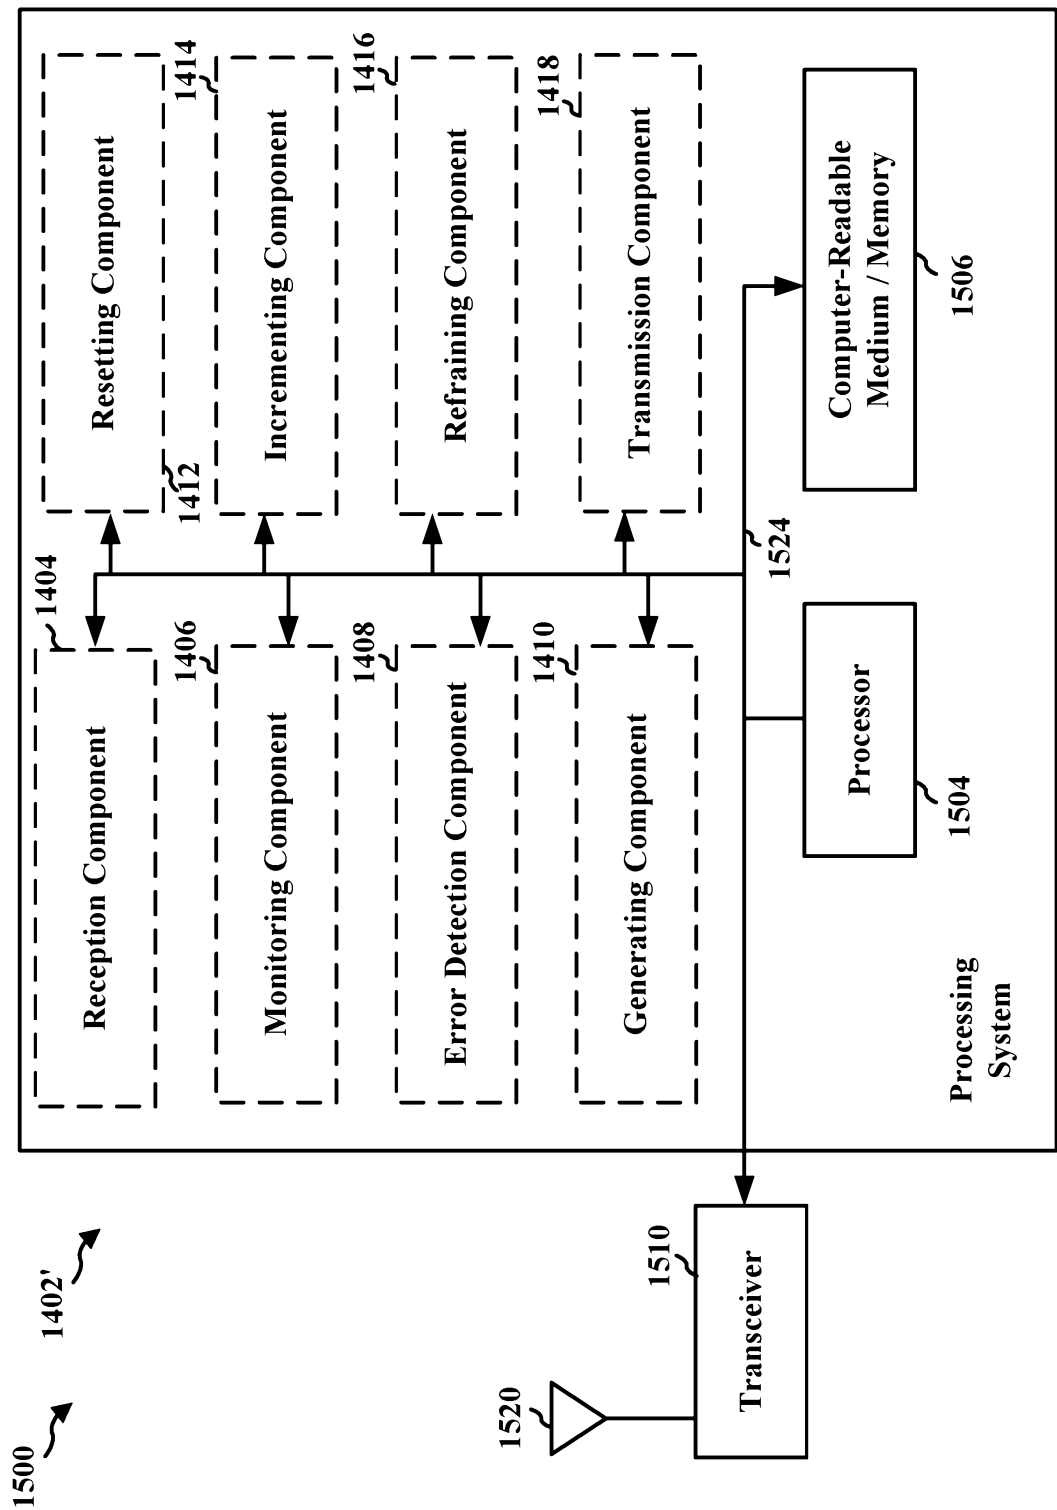 1500
1402'
1404
Reception Component
1412
Resetting Component
1406
Monitoring Component
1414
Incrementing Component
1408
Error Detection Component
1416
Refraining Component
1410
Generating Component
1418
Transmission Component
1520
1510
Transceiver
1524
Processor
1504
Computer-Readable
Medium / Memory
1506
Processing
System